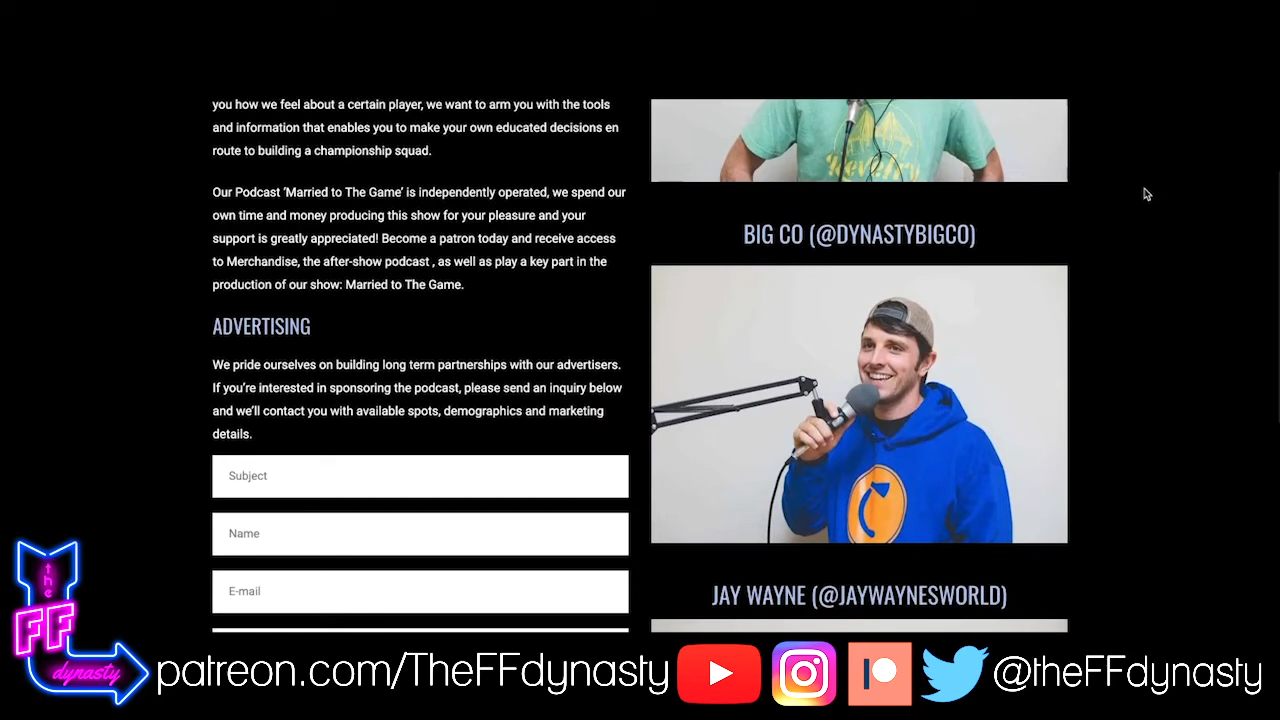 you how we feel about a certain player, we want to arm you with the tools
and information that enables you to make your own educated decisions en
route to building a championship squad.
Our Podcast ‘Married to The Game’ is independently operated, we spend our
own time and money producing this show for your pleasure and your
support is greatly appreciated! Become a patron today and receive access
to Merchandise, the after-show podcast , as well as play a key part in the
production of our show: Married to The Game.
ADVERTISING
We pride ourselves on building long term partnerships with our advertisers.
If you’re interested in sponsoring the podcast, please send an inquiry below
and we’ll contact you with available spots, demographics and marketing
details.
Subject
Name
E-mail
Revelry
BIG CO (@DYNASTYBIGCO)
JAY WAYNE (@JAYWAYNESWORLD)
the
FF
dynasty
patreon.com/TheFFdynasty
@theFFdynasty